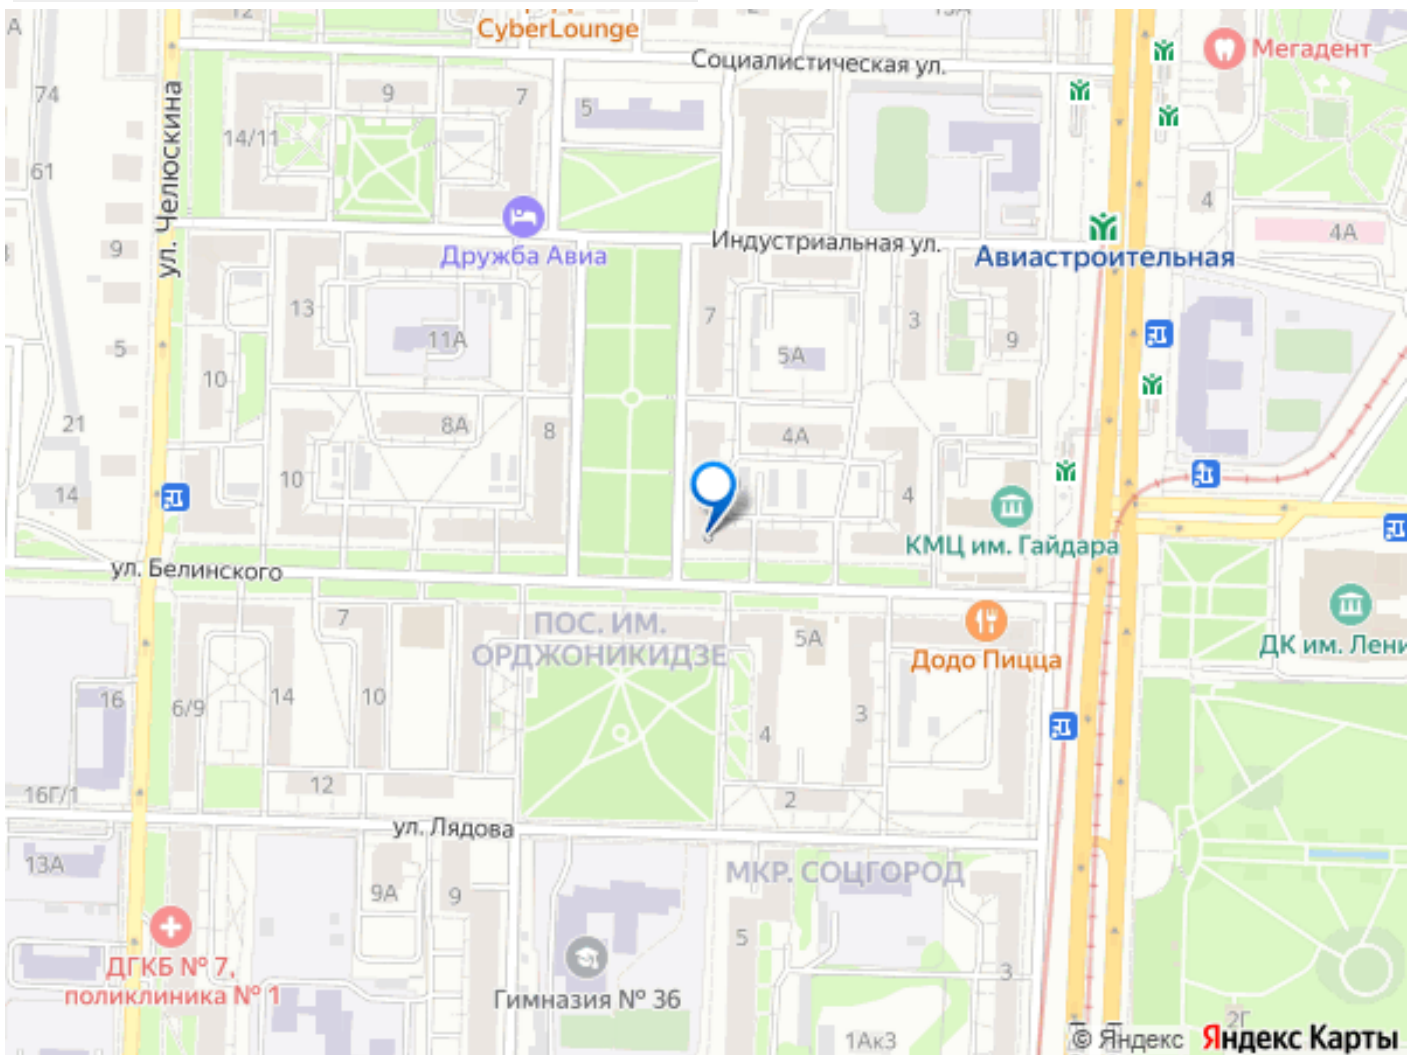 12
13А
CyberLounge
Мегадент
Социалистическая ул.
А
74
9
7
5
14/11
61
ул. Челюскина
4
4А
9
Дружба Авиа
Индустриальная ул.
Авиастроительная
13
11А
7
3
9
5А
5
10
21
8А
8
4А
10
14
4
КМЦ им. Гайдара
ул. Белинского
7
ПОС. ИМ.
ОРДЖОНИКИДЗЕ
5А
Додо Пицца
ДК им. Лени
16
6/9
14
10
4
3
16Г/1
12
2
ул. Лядова
13А
9А
9
МКР. СОЦГОРОД
ДГКБ № 7,
поликлиника № 1
Гимназия № 36
5
3
1Ак3
2Г
© Яндекс Яндекс Карты